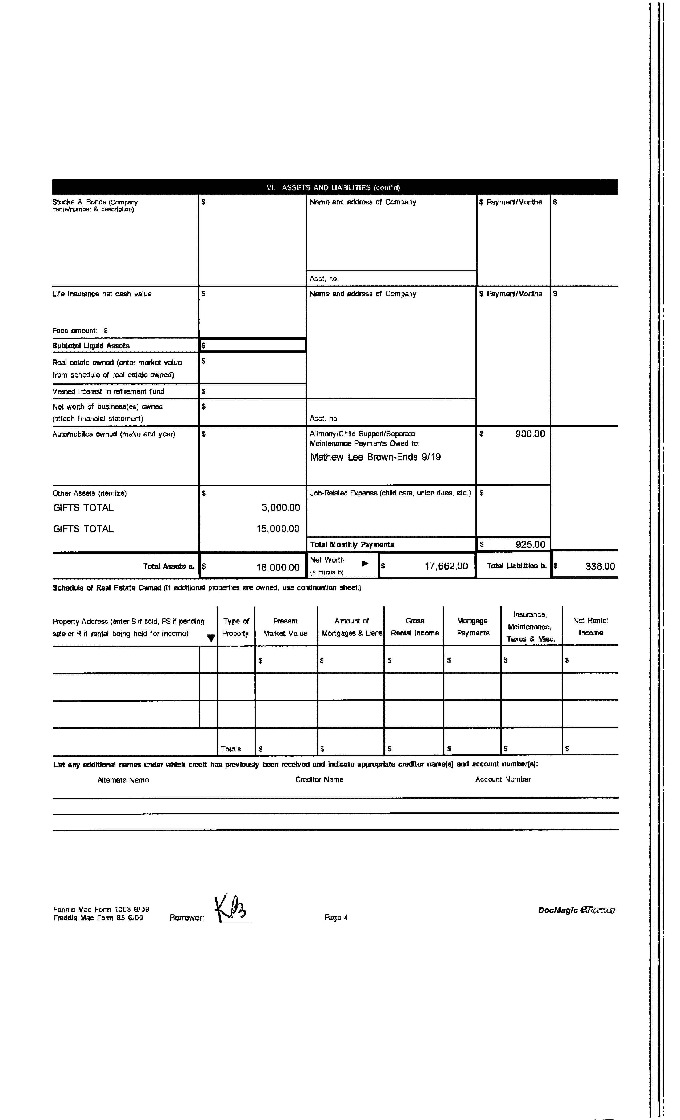 VI. ASSETS AND LIABILITIES (cont'd)
Stocks & Bonds (Company
name/number & description)
$
Name and address of Company
$ Payment/Months
$
Acct. no.
Life insurance net cash value
$
Name and address of Company
$ Payment/Months
$
Face amount: $
Subtotal Liquid Assets
$
Real estate owned (enter market value
from schedule of real estate owned)
$
Vested interest in retirement fund
$
Net worth of business(es) owned
(attach financial statement)
$
Acct. no.
Automobiles owned (make and year)
$
Alimony/Child Support/Separate
Maintenance Payments Owed to:
Mathew Lee Brown-Ends 9/19
$ 900.00
Other Assets (itemize)
$
GIFTS TOTAL 3,000.00
GIFTS TOTAL 15,000.00
Job-Related Expense (child care, union dues, etc.)
$
Total Monthly Payments
$ 925.00
Total Assets a.
$ 18,000.00
Net Worth
(a minus b)
$ 17,662.00
Total Liabilities b.
$ 338.00
Schedule of Real Estate Owned (If additional properties are owned, use continuation sheet.)
Property Address (enter S if sold, PS if pending
sale or R if rental being held for income)
Type of
Property
Present
Market Value
Amount of
Mortgages & Liens
Gross
Rental Income
Mortgage
Payments
Insurance,
Maintenance,
Taxes & Misc.
Net Rental
Income
$ $ $ $ $ $
Totals $ $ $ $ $ $
List any additional names under which credit has previously been received and indicate appropriate creditor name(s) and account number(s):
Alternate Name Creditor Name Account Number
Fannie Mae Form 1003 6/09
Freddie Mac Form 65 6/09
Borrower:
Page 4
DocMagic